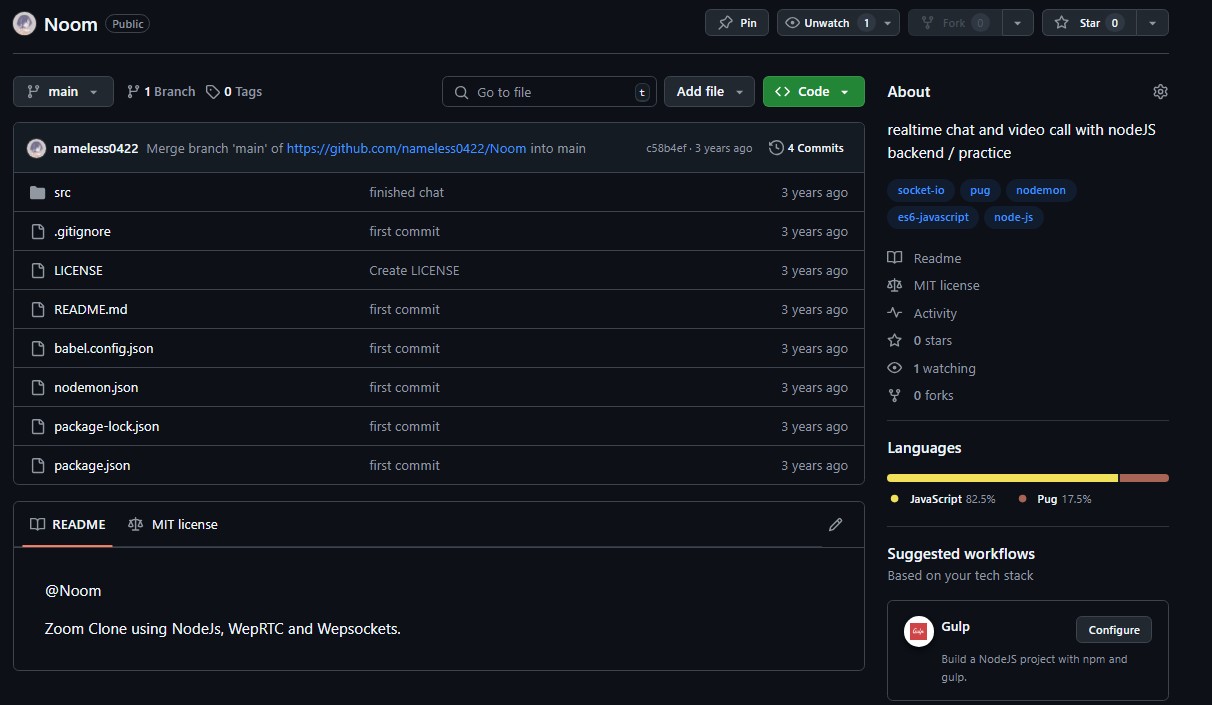 Noom Public Pin Unwatch 1 Fork 0 Star 0
main 1 Branch 0 Tags Go to file t Add file Code
nameless0422 Merge branch 'main' of https://github.com/nameless0422/Noom into main c58b4ef · 3 years ago 4 Commits
src finished chat 3 years ago
.gitignore first commit 3 years ago
LICENSE Create LICENSE 3 years ago
README.md first commit 3 years ago
babel.config.json first commit 3 years ago
nodemon.json first commit 3 years ago
package-lock.json first commit 3 years ago
package.json first commit 3 years ago
README MIT license
@Noom
Zoom Clone using NodeJs, WepRTC and Wepsockets.
About
realtime chat and video call with nodeJS
backend / practice
socket-io pug nodemon
es6-javascript node-js
Readme
MIT license
Activity
0 stars
1 watching
0 forks
Languages
JavaScript 82.5% Pug 17.5%
Suggested workflows
Based on your tech stack
Gulp
Gulp Configure
Build a NodeJS project with npm and
gulp.